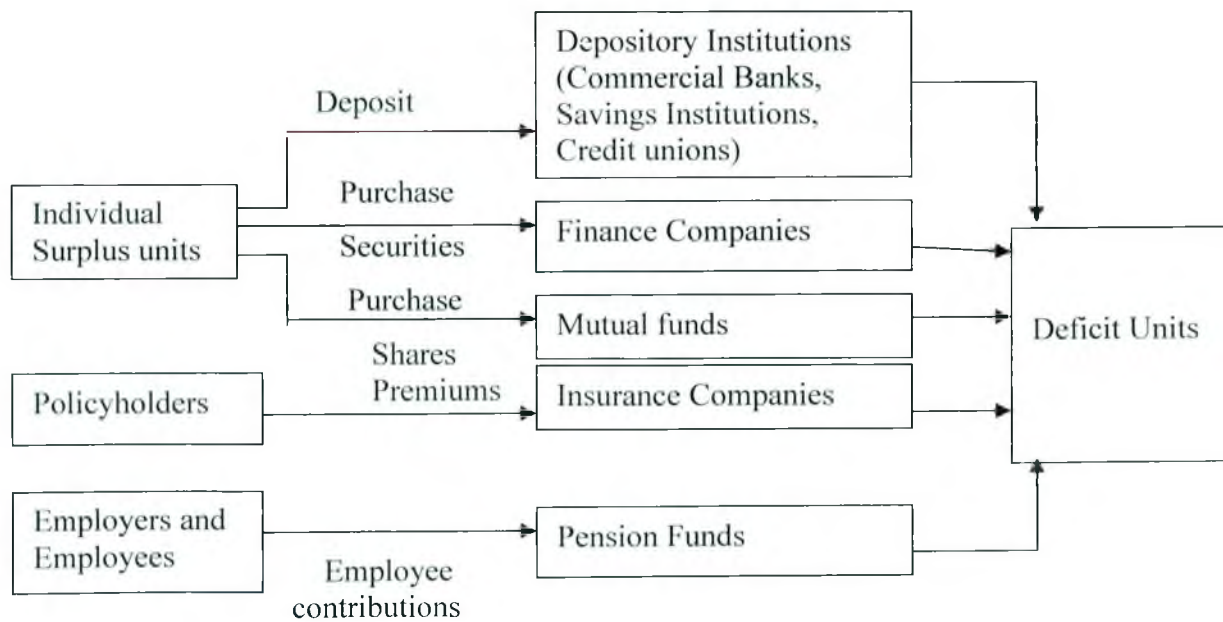 Depository Institutions
(Commercial Banks,
Savings Institutions,
Credit unions)
Deposit
Individual
Surplus units
Purchase
Securities
Finance Companies
Purchase
Shares
Mutual funds
Deficit Units
Policyholders
Premiums
Insurance Companies
Employers and
Employees
Employee
contributions
Pension Funds